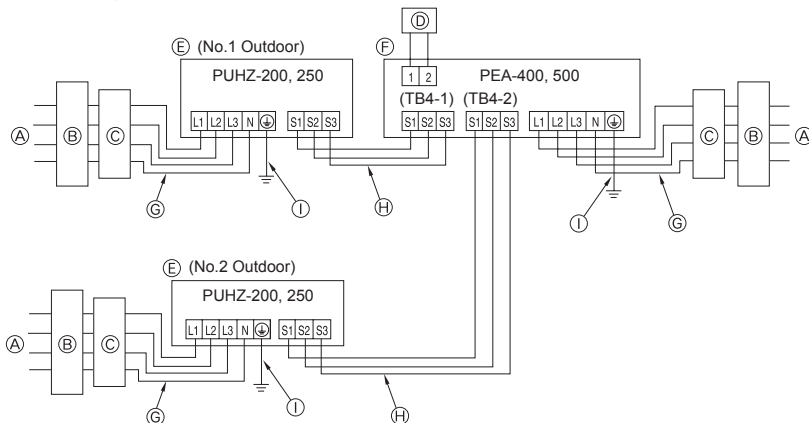 Ⓓ
Ⓔ (No.1 Outdoor)
Ⓕ
PUHZ-200, 250
1 2
PEA-400, 500
(TB4-1) (TB4-2)
L1 L2 L3 N S1 S2 S3
S1 S2 S3 S1 S2 S3 L1 L2 L3 N
Ⓐ Ⓑ Ⓒ
Ⓒ Ⓑ Ⓐ
Ⓖ Ⓘ Ⓗ
Ⓘ Ⓖ
Ⓔ (No.2 Outdoor)
PUHZ-200, 250
L1 L2 L3 N S1 S2 S3
Ⓐ Ⓑ Ⓒ
Ⓖ Ⓘ Ⓗ